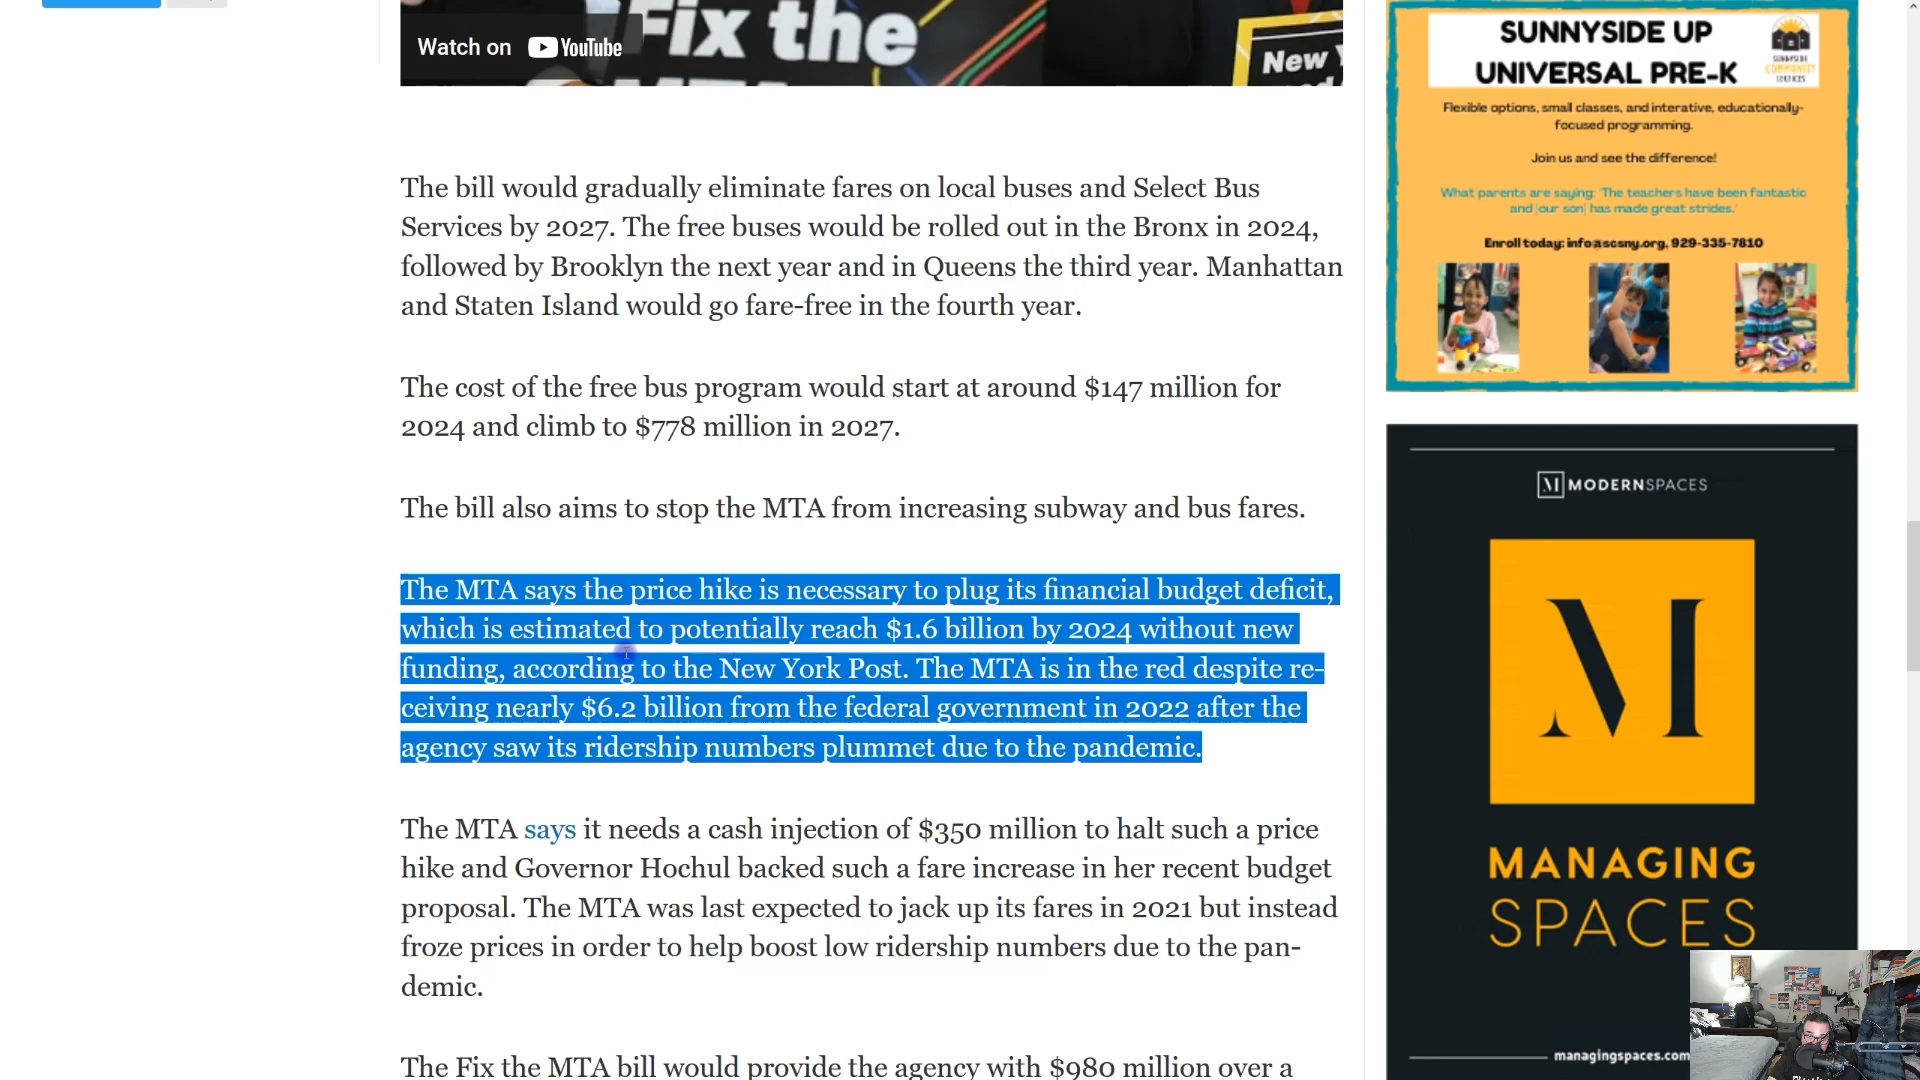 Watch on YouTube
Fix the
New
The bill would gradually eliminate fares on local buses and Select Bus
Services by 2027. The free buses would be rolled out in the Bronx in 2024,
followed by Brooklyn the next year and in Queens the third year. Manhattan
and Staten Island would go fare-free in the fourth year.
The cost of the free bus program would start at around $147 million for
2024 and climb to $778 million in 2027.
The bill also aims to stop the MTA from increasing subway and bus fares.
The MTA says the price hike is necessary to plug its financial budget deficit,
which is estimated to potentially reach $1.6 billion by 2024 without new
funding, according to the New York Post. The MTA is in the red despite re-
ceiving nearly $6.2 billion from the federal government in 2022 after the
agency saw its ridership numbers plummet due to the pandemic.
The MTA says it needs a cash injection of $350 million to halt such a price
hike and Governor Hochul backed such a fare increase in her recent budget
proposal. The MTA was last expected to jack up its fares in 2021 but instead
froze prices in order to help boost low ridership numbers due to the pan-
demic.
The Fix the MTA bill would provide the agency with $980 million over a
SUNNYSIDE UP
UNIVERSAL PRE-K
SUNNYSIDE
COMMUNITY
SERVICES
Flexible options, small classes, and interative, educationally-
focused programming.
Join us and see the difference!
What parents are saying: 'The teachers have been fantastic
and [our son] has made great strides.'
Enroll today: info@scsny.org, 929-335-7810
M MODERNSPACES
M
MANAGING
SPACES
managingspaces.com